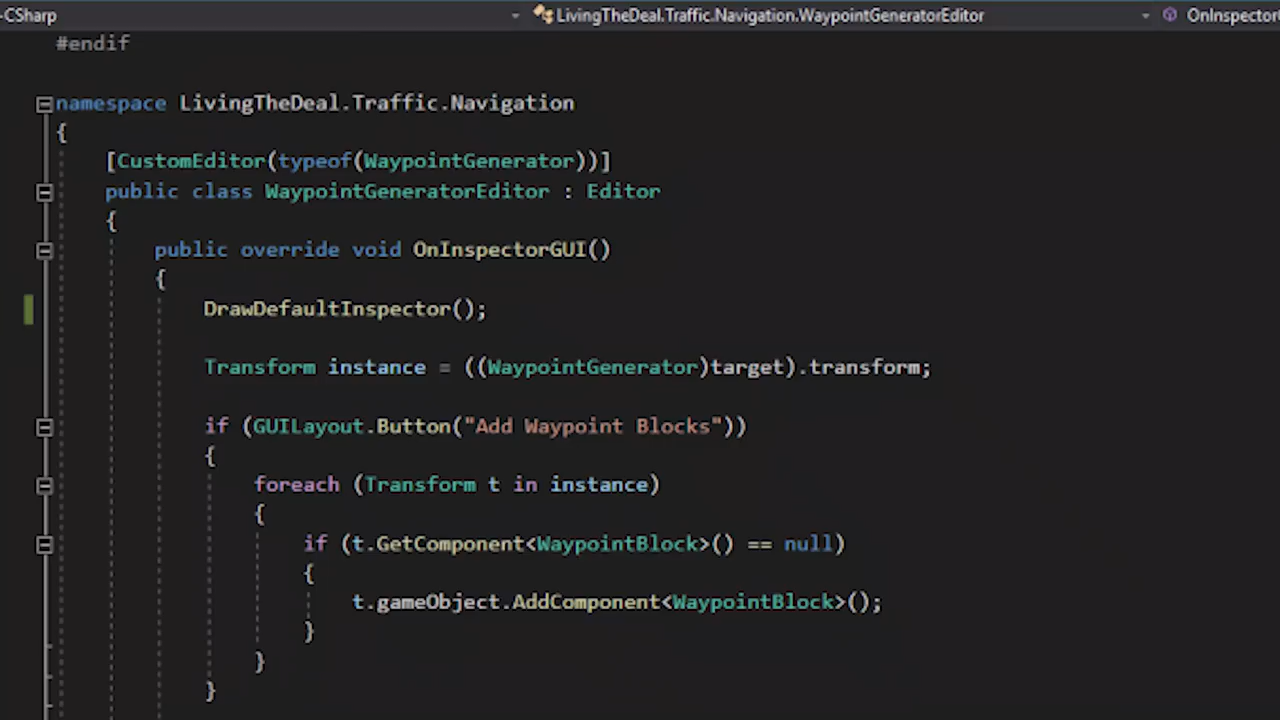 -CSharp LivingTheDeal.Traffic.Navigation.WaypointGeneratorEditor OnInspector
#endif
namespace LivingTheDeal.Traffic.Navigation
{
[CustomEditor(typeof(WaypointGenerator))]
public class WaypointGeneratorEditor : Editor
{
public override void OnInspectorGUI()
{
DrawDefaultInspector();
Transform instance = ((WaypointGenerator)target).transform;
if (GUILayout.Button("Add Waypoint Blocks"))
{
foreach (Transform t in instance)
{
if (t.GetComponent<WaypointBlock>() == null)
{
t.gameObject.AddComponent<WaypointBlock>();
}
}
}